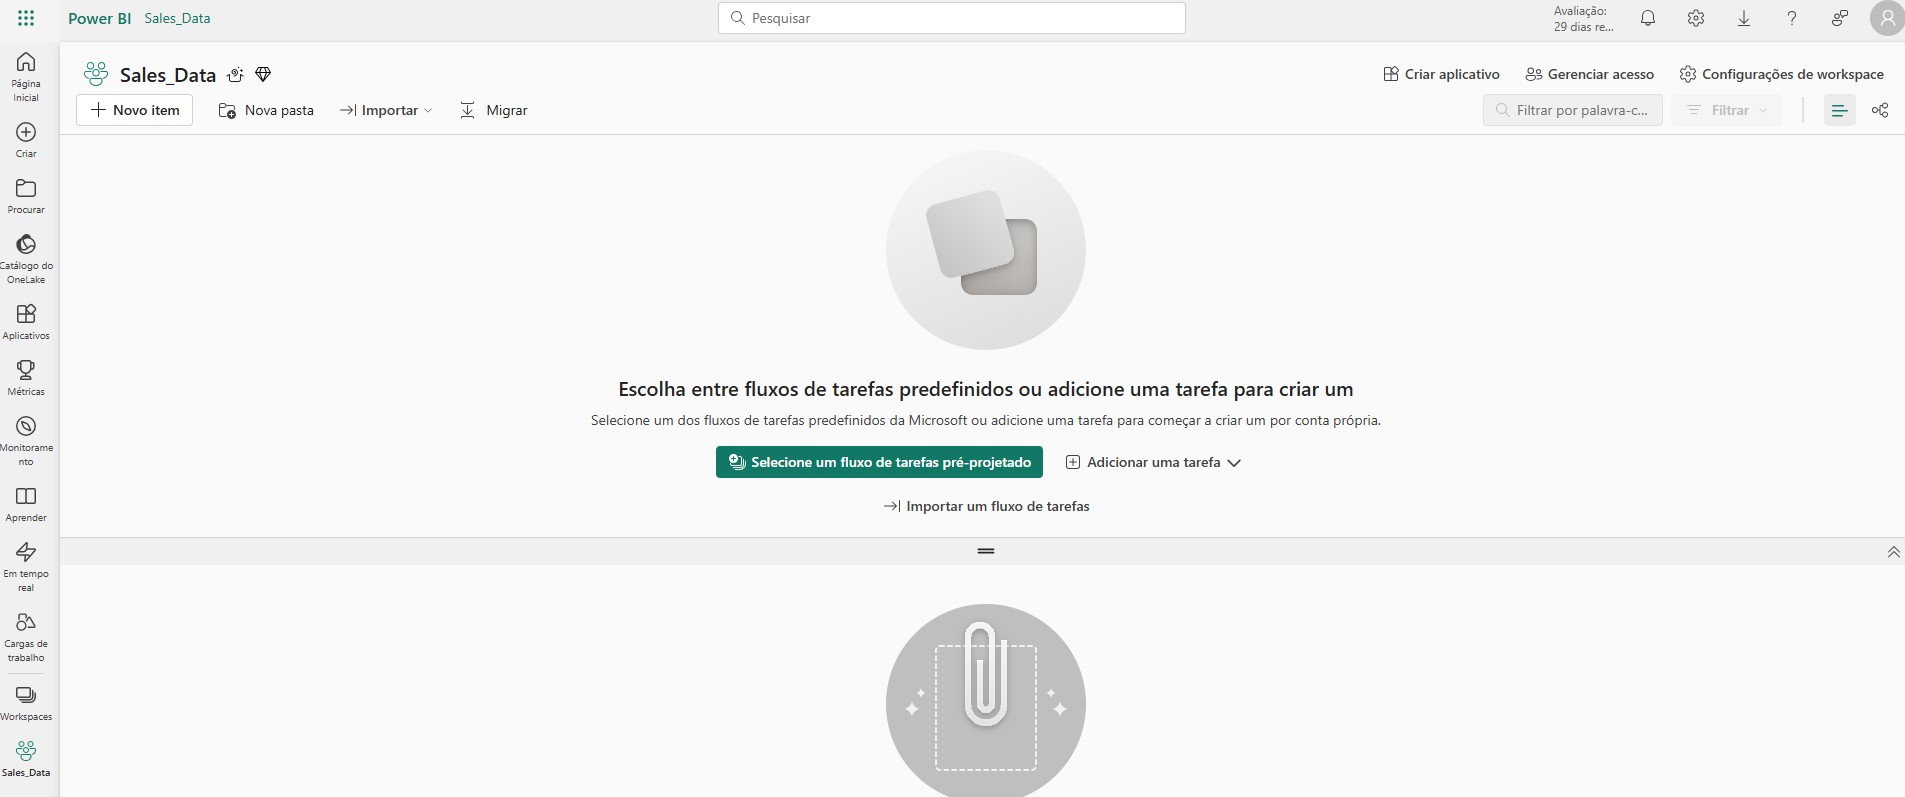 Power BI Sales_Data
Pesquisar
Avaliação:
29 dias re...
Página
Inicial
Criar
Procurar
Catálogo do
OneLake
Aplicativos
Métricas
Monitorame
nto
Aprender
Em tempo
real
Cargas de
trabalho
Workspaces
Sales_Data
Sales_Data
Criar aplicativo
Gerenciar acesso
Configurações de workspace
Novo item
Nova pasta
Importar
Migrar
Filtrar por palavra-c...
Filtrar
Escolha entre fluxos de tarefas predefinidos ou adicione uma tarefa para criar um
Selecione um dos fluxos de tarefas predefinidos da Microsoft ou adicione uma tarefa para começar a criar um por conta própria.
Selecione um fluxo de tarefas pré-projetado
Adicionar uma tarefa
Importar um fluxo de tarefas